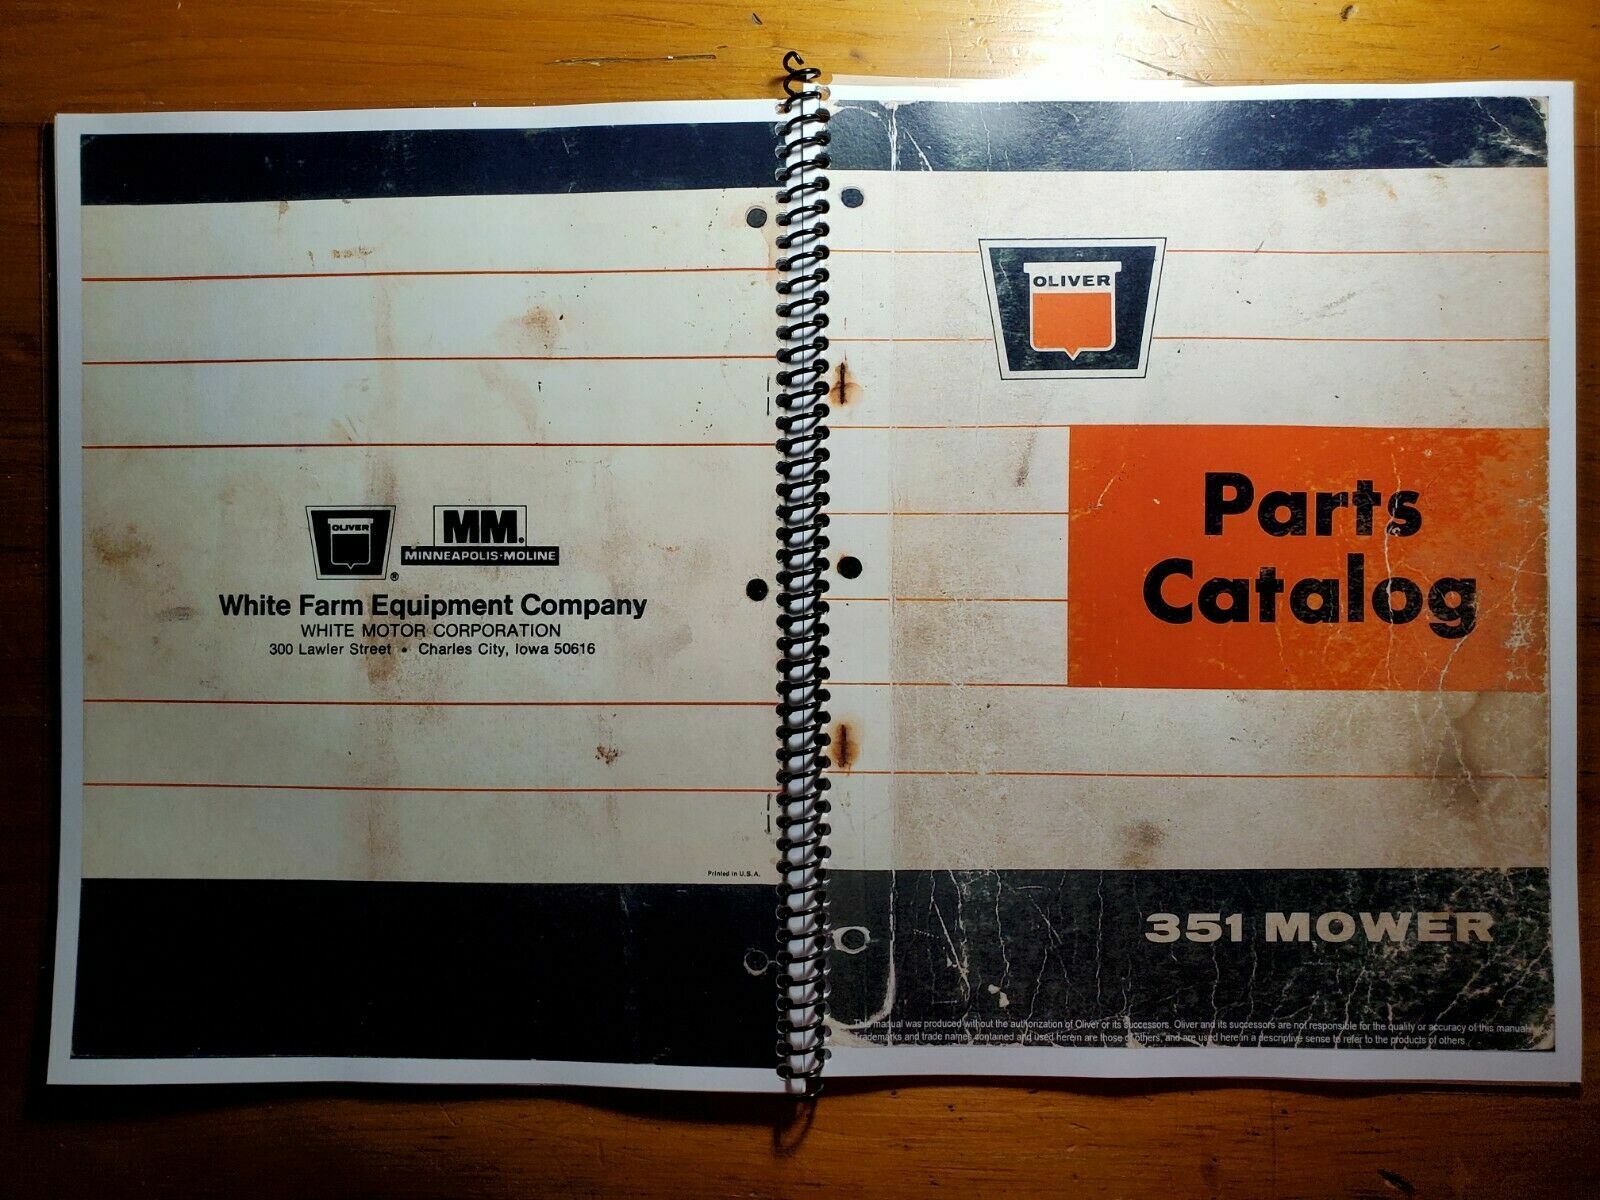 OLIVER
MM.
MINNEAPOLIS-MOLINE
®
White Farm Equipment Company
WHITE MOTOR CORPORATION
300 Lawler Street • Charles City, Iowa 50616
Printed in U.S.A.
OLIVER
Parts
Catalog
351 MOWER
This manual was produced without the authorization of Oliver or its successors. Oliver and its successors are not responsible for the quality or accuracy of this manual.
Trademarks and trade names contained and used herein are those of others, and are used here in a descriptive sense to refer to the products of others